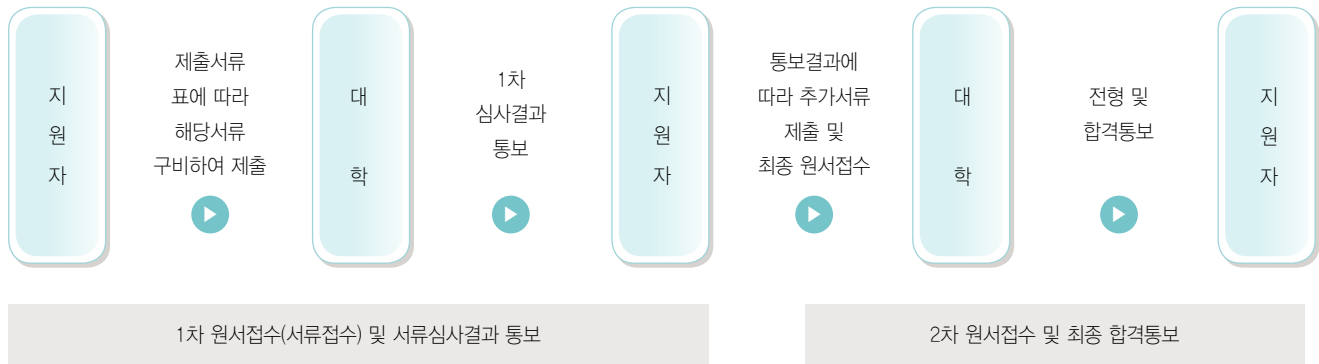 지원자
제출서류
표에 따라
해당서류
구비하여 제출
대학
1차
심사결과
통보
지원자
통보결과에
따라 추가서류
제출 및
최종 원서접수
대학
전형 및
합격통보
지원자
1차 원서접수(서류접수) 및 서류심사결과 통보
2차 원서접수 및 최종 합격통보